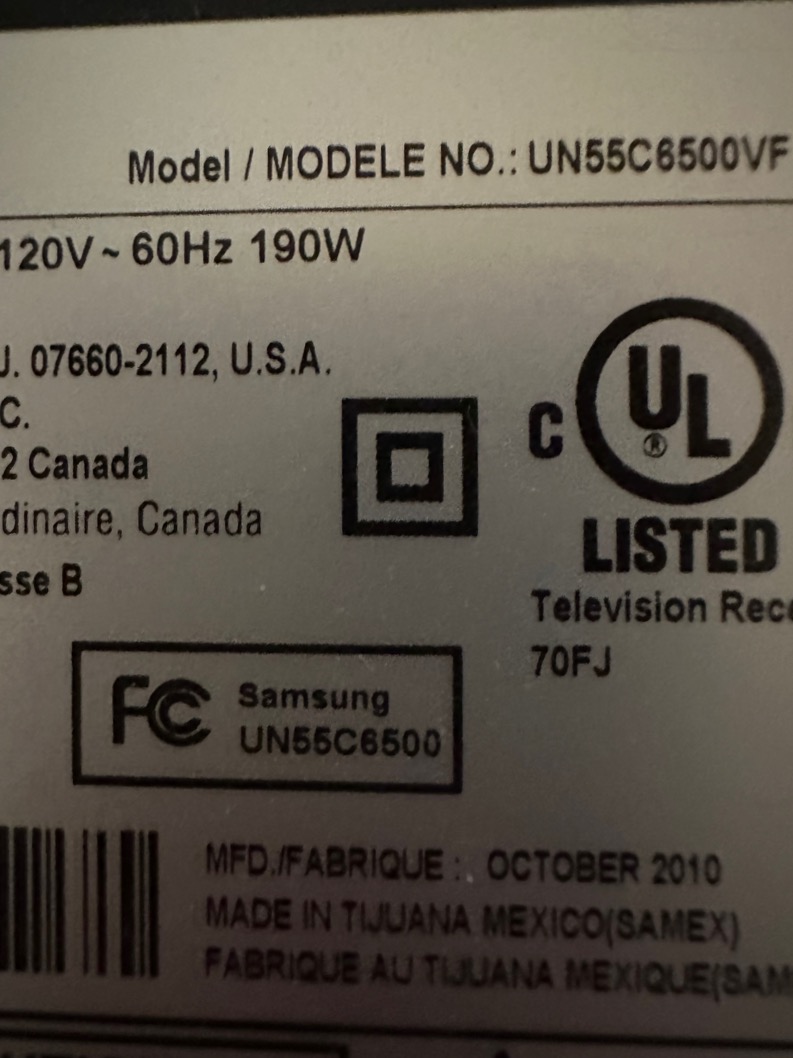 Model / MODELE NO.: UN55C6500VF
120V ~ 60Hz 190W
J. 07660-2112, U.S.A.
C.
2 Canada
dinaire, Canada
sse B
C UL ®
LISTED
Television Rec
70FJ
FC Samsung
UN55C6500
MFD./FABRIQUE : OCTOBER 2010
MADE IN TIJUANA MEXICO(SAMEX)
FABRIQUE AU TIJUANA MEXIQUE(SAM